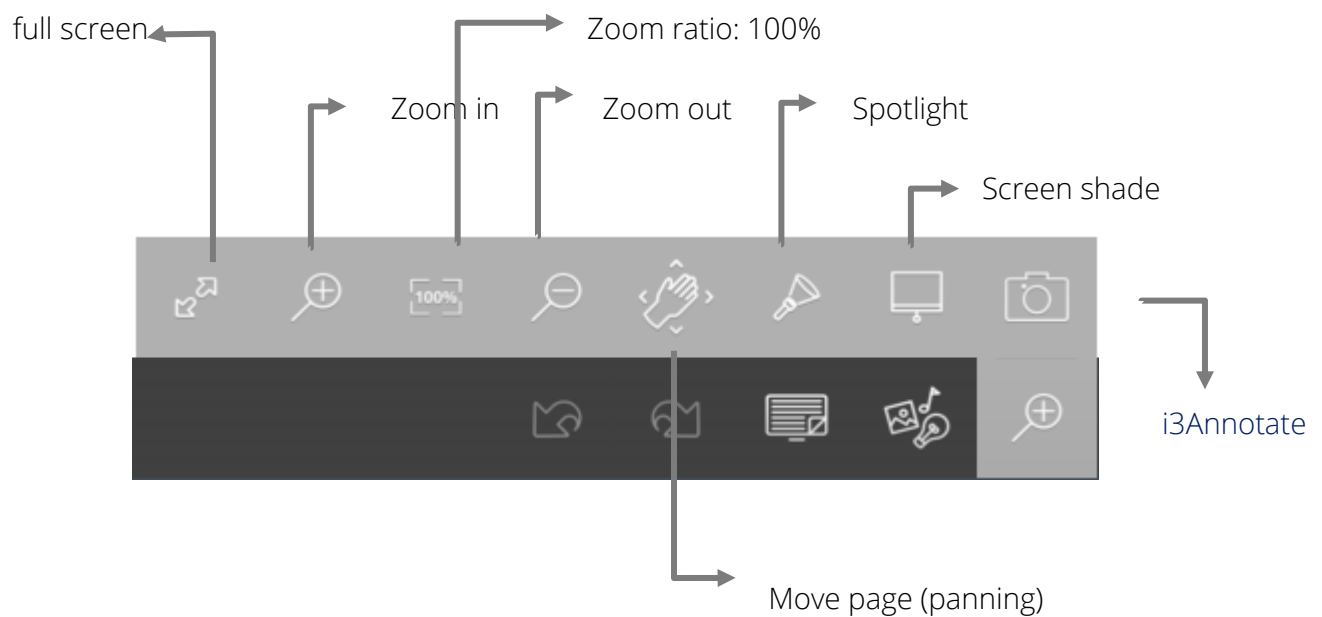 full screen
Zoom ratio: 100%
Zoom in
Zoom out
Spotlight
Screen shade
100%
i3Annotate
Move page (panning)